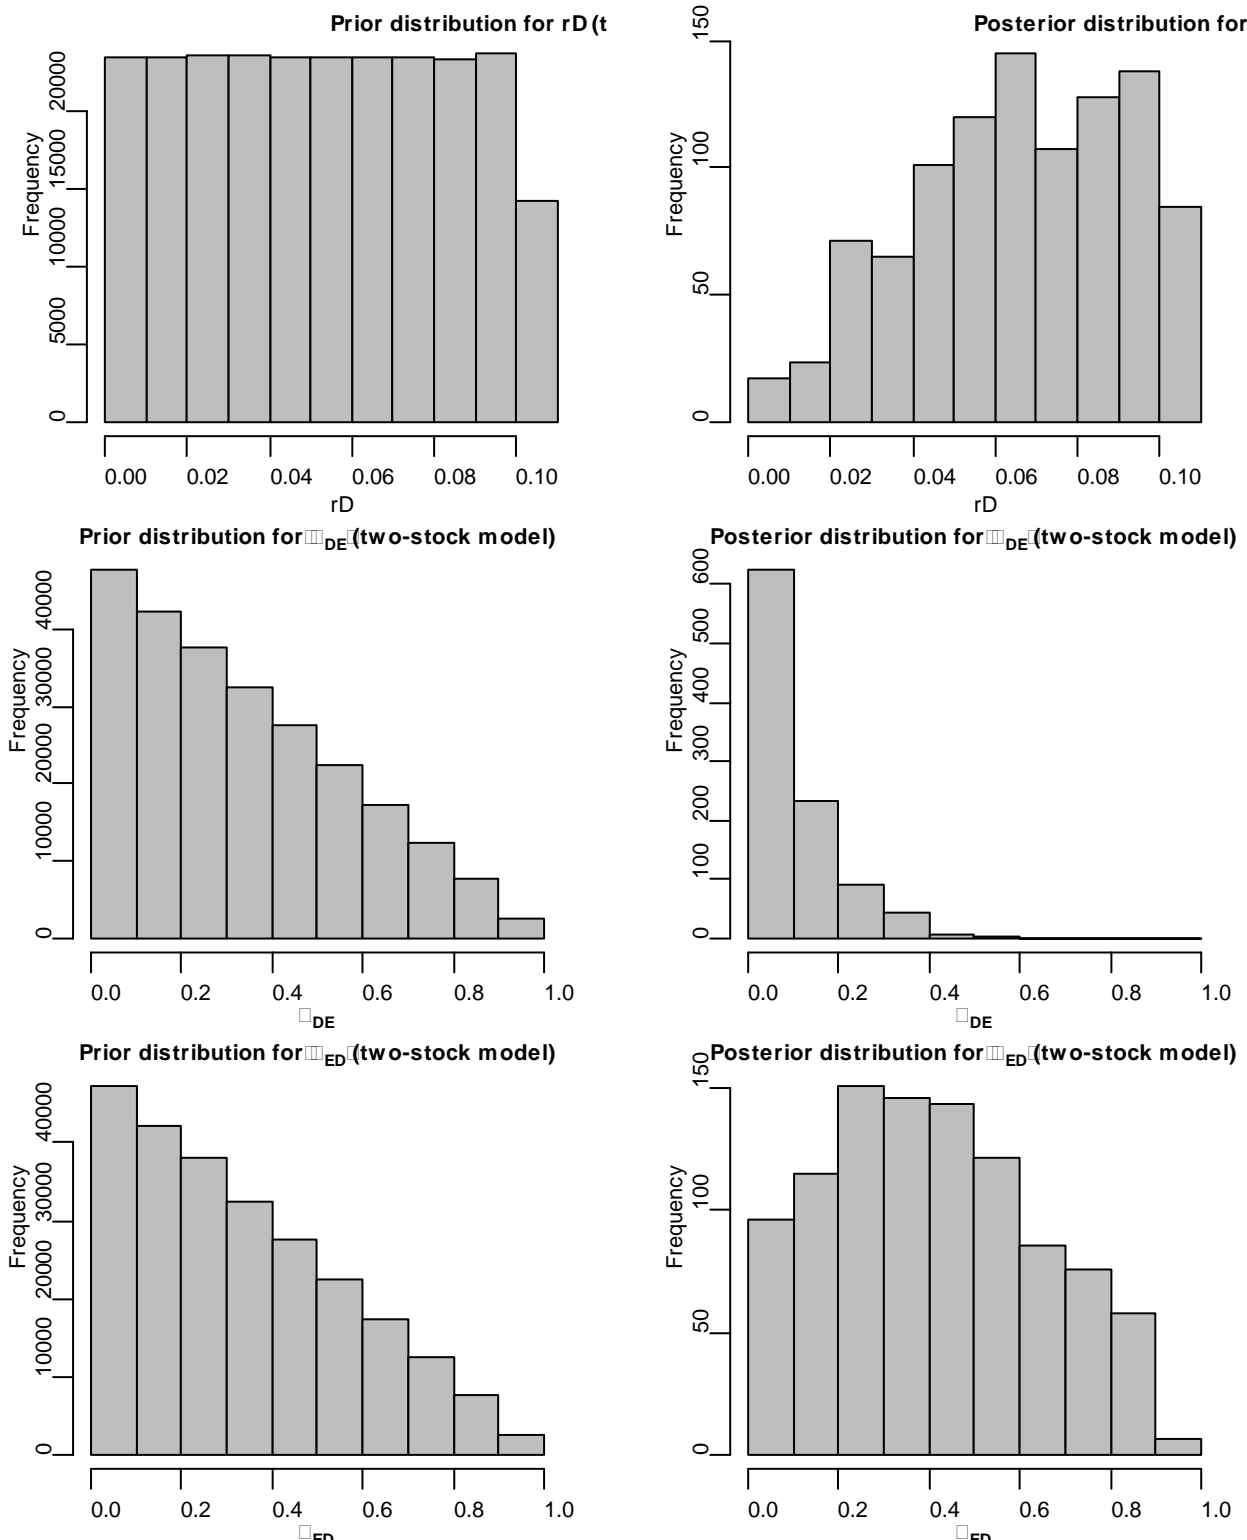 Prior distribution for rD (t
Frequency
0 5000 10000 15000 20000
0.00 0.02 0.04 0.06 0.08 0.10
rD
Posterior distribution for
Frequency
0 50 100 150
0.00 0.02 0.04 0.06 0.08 0.10
rD
Prior distribution for □□DE□(two-stock model)
Frequency
0 10000 20000 30000 40000
0.0 0.2 0.4 0.6 0.8 1.0
□DE
Posterior distribution for □□DE□(two-stock model)
Frequency
0 100 200 300 400 500 600
0.0 0.2 0.4 0.6 0.8 1.0
□DE
Prior distribution for □□ED□(two-stock model)
Frequency
0 10000 20000 30000 40000
0.0 0.2 0.4 0.6 0.8 1.0
□ED
Posterior distribution for □□ED□(two-stock model)
Frequency
0 50 100 150
0.0 0.2 0.4 0.6 0.8 1.0
□ED